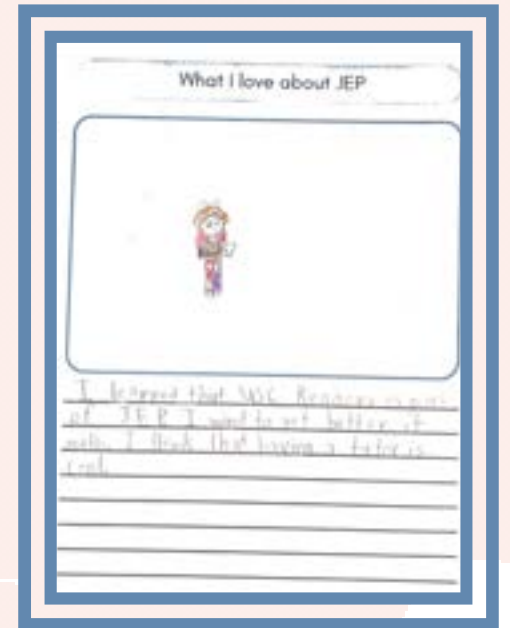 What I love about JEP
I learned that USC Readers is part
of JEP I want to get better at
math. I think that having a tutor is
cool.